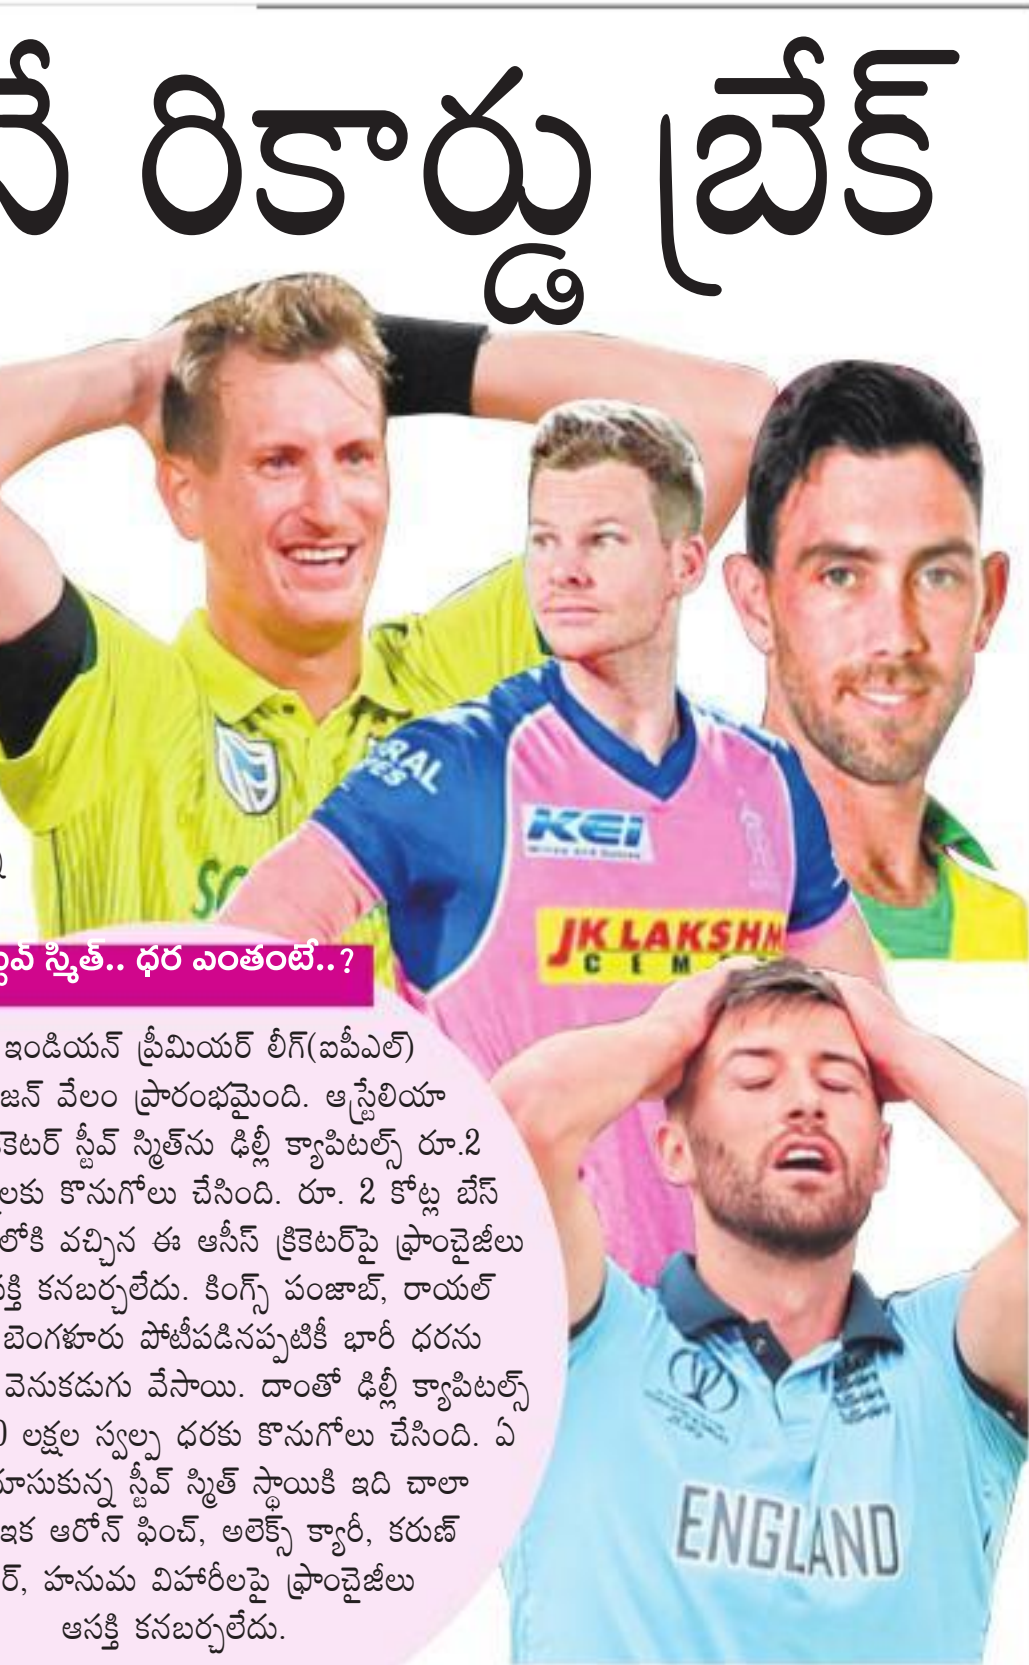 రికార్డు బ్రేక్
RAL
KEI
JK LAKSHM
C E M
స్మిత్.. ధర ఎంతంటే..?
ఇండియన్ ప్రీమియర్ లీగ్(ఐపీఎల్)
జన్ వేలం ప్రారంభమైంది. ఆస్ట్రేలియా
కెటర్ స్టీవ్ స్మిత్‌ను ఢిల్లీ క్యాపిటల్స్ రూ.2
లకు కొనుగోలు చేసింది. రూ. 2 కోట్ల బేస్
లోకి వచ్చిన ఈ ఆసీస్ క్రికెటర్‌పై ఫ్రాంచైజీలు
కనబర్చలేదు. కింగ్స్ పంజాబ్, రాయల్
బెంగళూరు పోటీపడినప్పటికీ భారీ ధరను
వెనుకడుగు వేసాయి. దాంతో ఢిల్లీ క్యాపిటల్స్
0 లక్షల స్వల్ప ధరకు కొనుగోలు చేసింది. ఏ
సుకున్న స్టీవ్ స్మిత్ స్థాయికి ఇది చాలా
ఇక ఆరోన్ ఫించ్, అలెక్స్ క్యారీ, కరుణ్
ర్, హనుమ విహారీలపై ఫ్రాంచైజీలు
ఆసక్తి కనబర్చలేదు.
ENGLAND